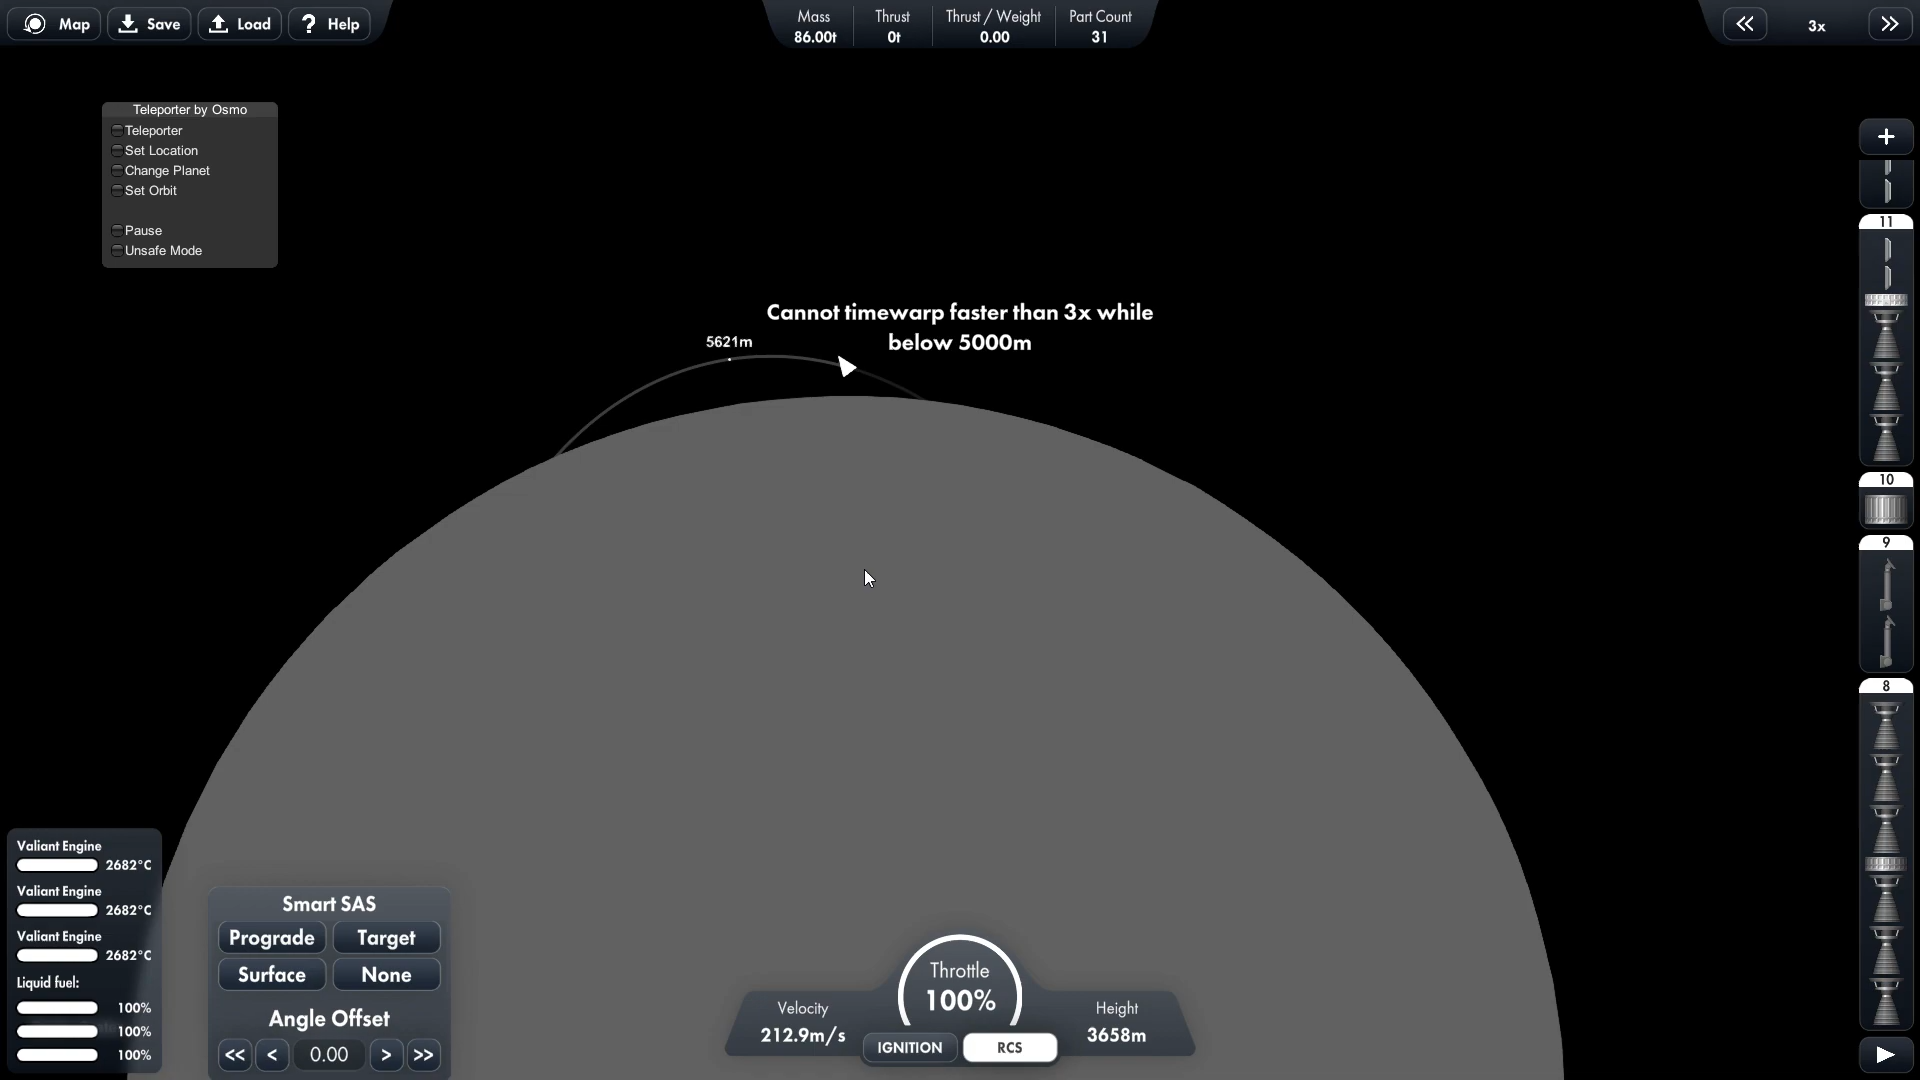 Map
Save
Load
? Help
Mass
86.00t
Thrust
0t
Thrust / Weight
0.00
Part Count
31
3x
Teleporter by Osmo
Teleporter
Set Location
Change Planet
Set Orbit
Pause
Unsafe Mode
Cannot timewarp faster than 3x while
below 5000m
5621m
11
10
9
8
Valiant Engine
2682°C
Valiant Engine
2682°C
Valiant Engine
2682°C
Liquid fuel:
100%
100%
100%
Smart SAS
Prograde
Target
Surface
None
Angle Offset
<< < 0.00 > >>
Throttle
100%
Velocity
212.9m/s
IGNITION
RCS
Height
3658m